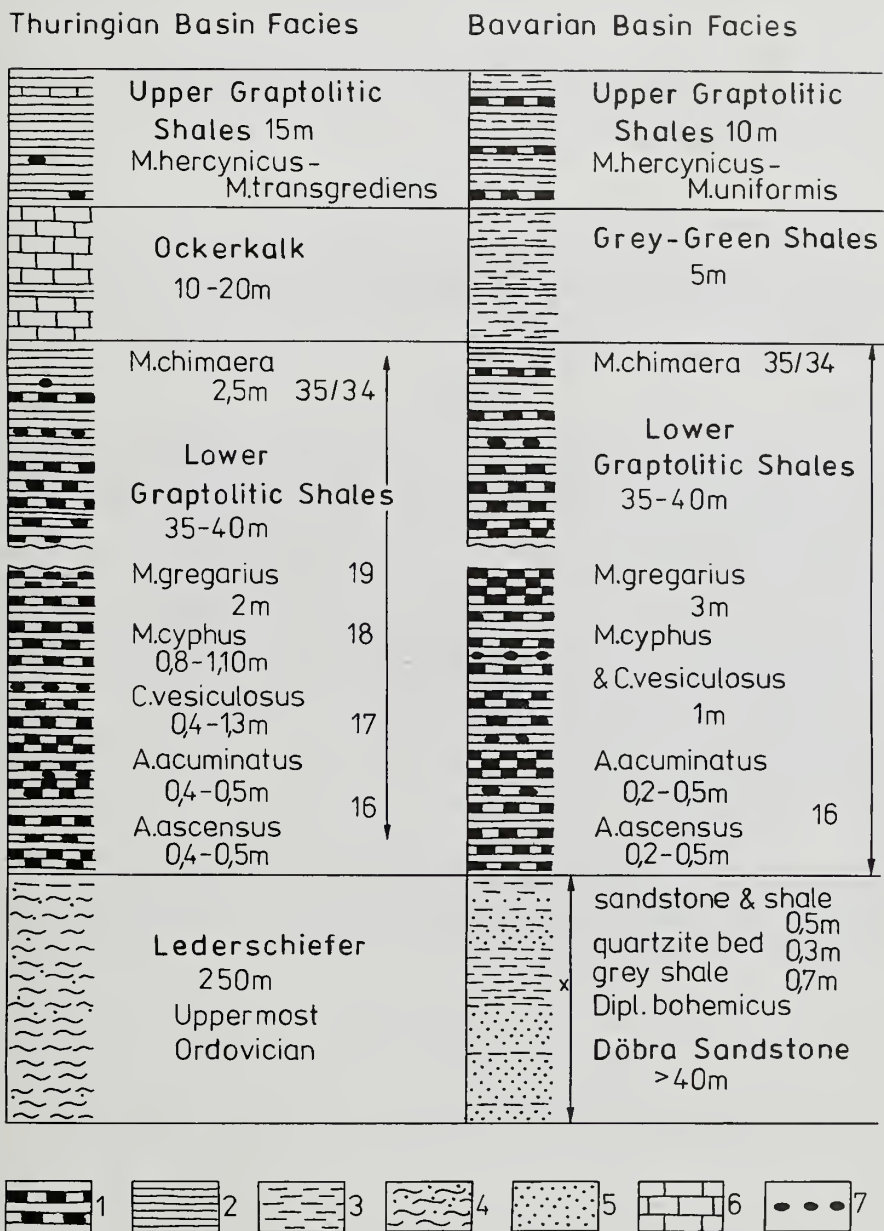 Thuringian Basin Facies
Upper Graptolitic
Shales 15m
M.hercynicus-
M.transgrediens
Ockerkalk
10-20m
M.chimaera
2,5m 35/34
Lower
Graptolitic Shales
35-40m
M.gregarius 19
2m
M.cyphus 18
0,8-1,10m
C.vesiculosus
0,4-1,3m 17
A.acuminatus
0,4-0,5m
16
A.ascensus
0,4-0,5m
Lederschiefer
250m
Uppermost
Ordovician
Bavarian Basin Facies
Upper Graptolitic
Shales 10m
M.hercynicus-
M.uniformis
Grey-Green Shales
5m
M.chimaera 35/34
Lower
Graptolitic Shales
35-40m
M.gregarius
3m
M.cyphus
& C.vesiculosus
1m
A.acuminatus
0,2-0,5m
16
A.ascensus
0,2-0,5m
sandstone & shale
0,5m
quartzite bed 0,3m
grey shale 0,7m
x
Dipl. bohemicus
Döbra Sandstone
>40m
1 2 3 4 5 6 7